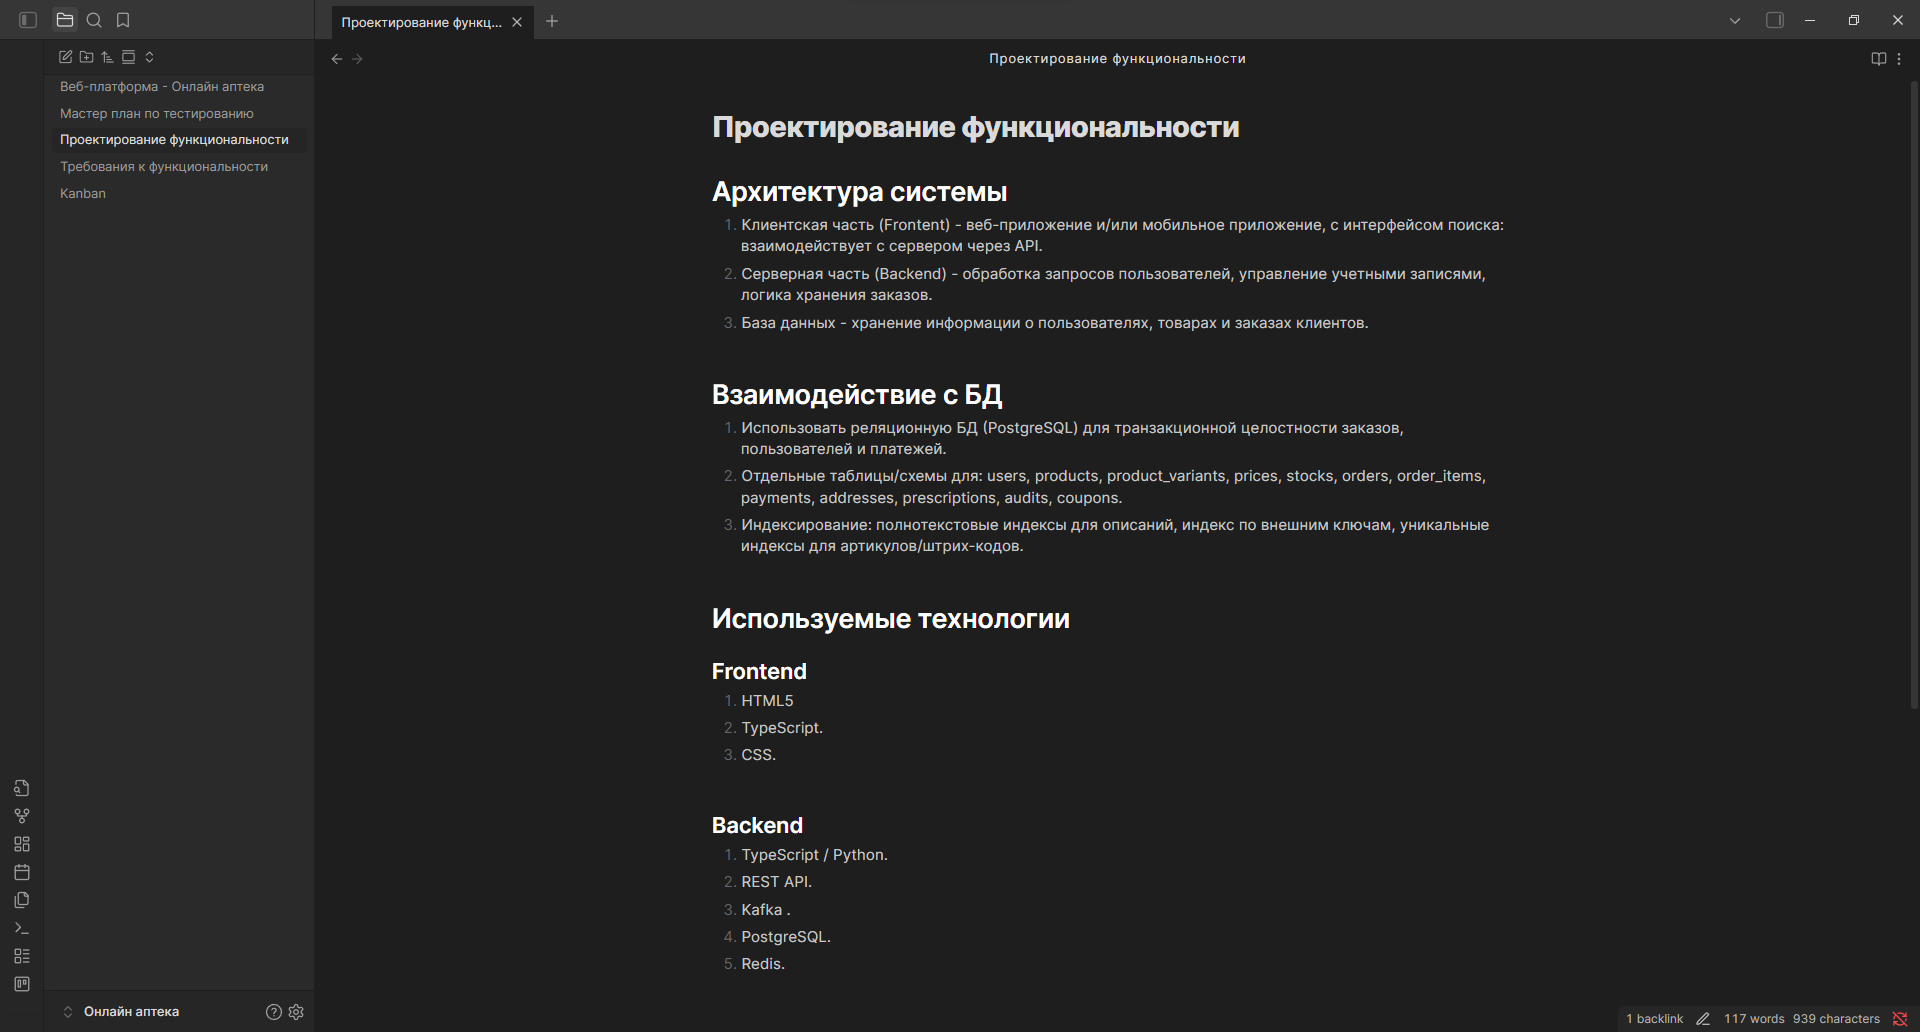 Проектирование функц...
Проектирование функциональности
Веб-платформа - Онлайн аптека
Мастер план по тестированию
Проектирование функциональности
Требования к функциональности
Kanban
Проектирование функциональности
Архитектура системы
1. Клиентская часть (Frontent) - веб-приложение и/или мобильное приложение, с интерфейсом поиска:
взаимодействует с сервером через API.
2. Серверная часть (Backend) - обработка запросов пользователей, управление учетными записями,
логика хранения заказов.
3. База данных - хранение информации о пользователях, товарах и заказах клиентов.
Взаимодействие с БД
1. Использовать реляционную БД (PostgreSQL) для транзакционной целостности заказов,
пользователей и платежей.
2. Отдельные таблицы/схемы для: users, products, product_variants, prices, stocks, orders, order_items,
payments, addresses, prescriptions, audits, coupons.
3. Индексирование: полнотекстовые индексы для описаний, индекс по внешним ключам, уникальные
индексы для артикулов/штрих-кодов.
Используемые технологии
Frontend
1. HTML5
2. TypeScript.
3. CSS.
Backend
1. TypeScript / Python.
2. REST API.
3. Kafka .
4. PostgreSQL.
5. Redis.
Онлайн аптека
1 backlink 117 words 939 characters